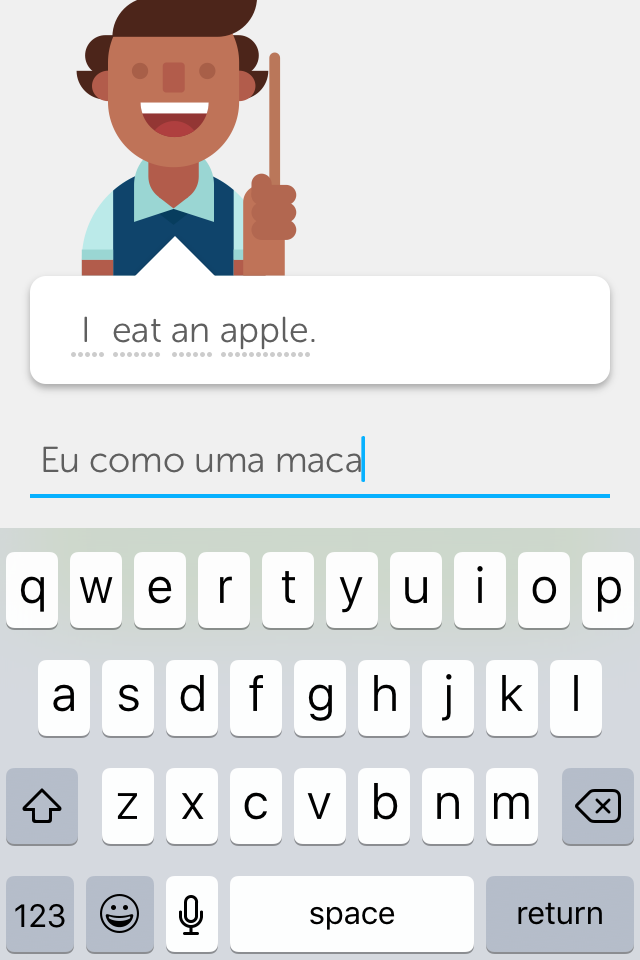 I eat an apple.
Eu como uma maca
q w e r t y u i o p
a s d f g h j k l
z x c v b n m
123 space return